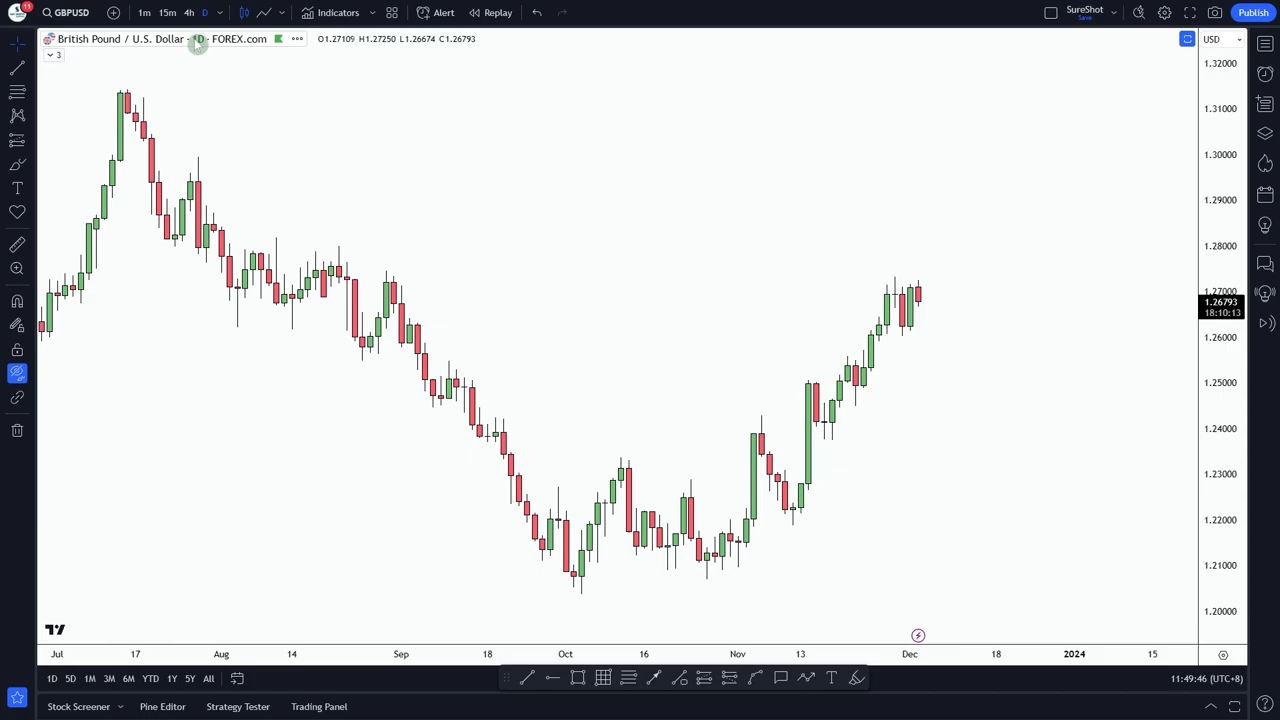 11
GBPUSD
1m 15m 4h D
Indicators
Alert
Replay
SureShot
Save
Publish
British Pound / U.S. Dollar · 1D · FOREX.com
O1.27109 H1.27250 L1.26674 C1.26793
USD
3
1.32000
1.31000
1.30000
1.29000
1.28000
1.27000
1.26793
18:10:13
1.26000
1.25000
1.24000
1.23000
1.22000
1.21000
1.20000
Jul 17 Aug 14 Sep 18 Oct 16 Nov 13 Dec 18 2024 15
1D 5D 1M 3M 6M YTD 1Y 5Y All
11:49:46 (UTC+8)
Stock Screener Pine Editor Strategy Tester Trading Panel